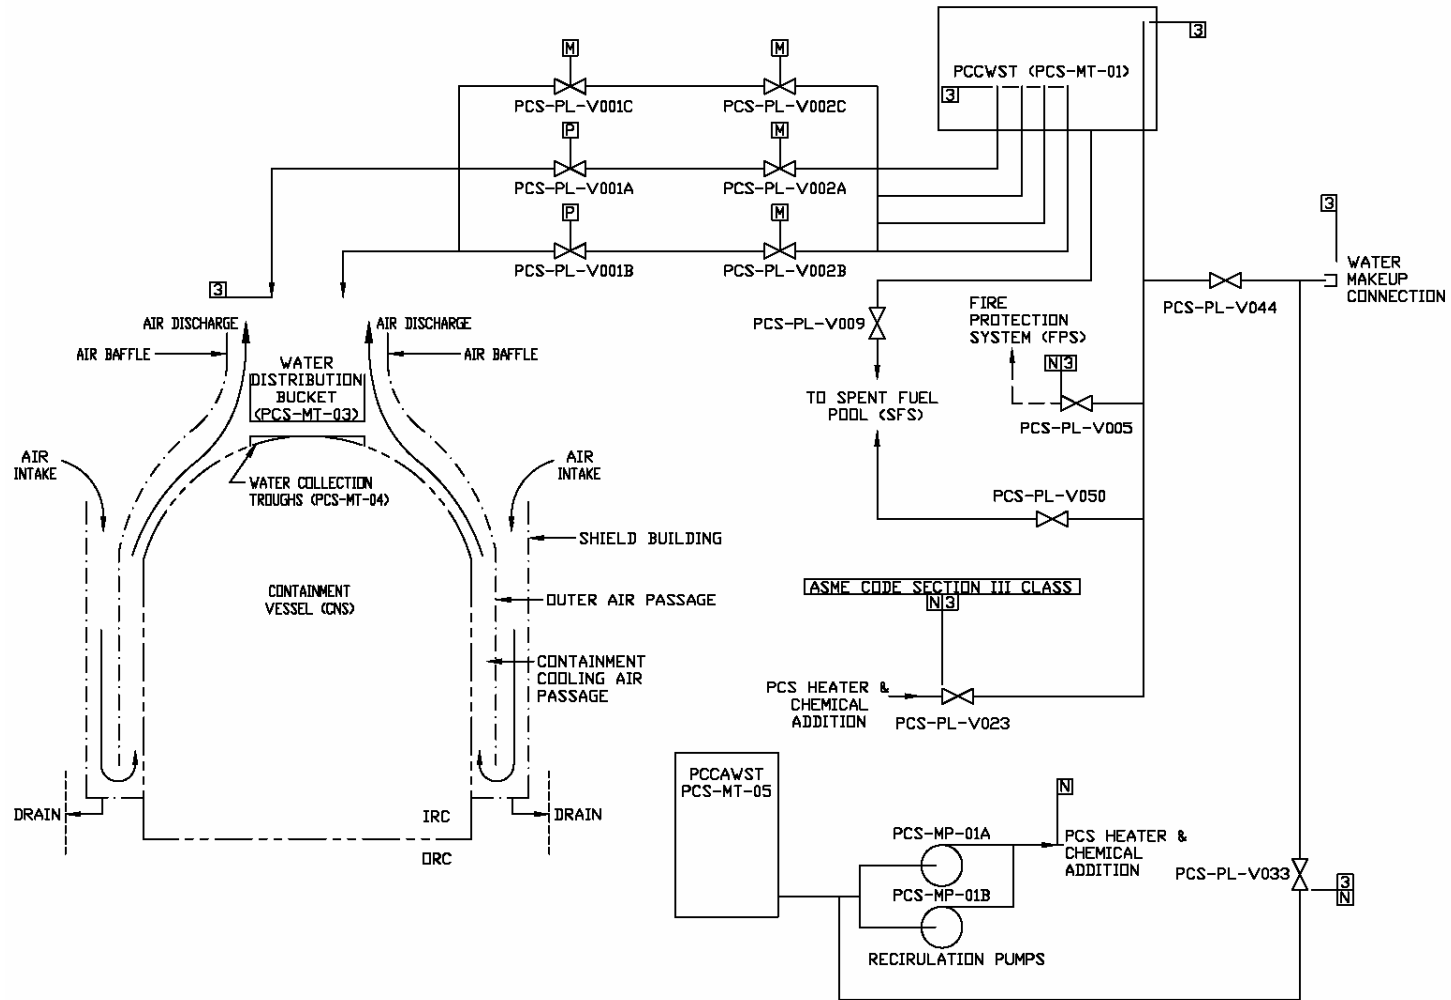 M
M
3
PCCWST (PCS-MT-01)
3
PCS-PL-V001C
PCS-PL-V002C
P
M
PCS-PL-V001A
PCS-PL-V002A
P
M
3
PCS-PL-V001B
PCS-PL-V002B
WATER
MAKEUP
CONNECTION
3
FIRE
PROTECTION
SYSTEM (FPS)
PCS-PL-V044
PCS-PL-V009
AIR DISCHARGE
AIR DISCHARGE
AIR BAFFLE
AIR BAFFLE
WATER
DISTRIBUTION
BUCKET
(PCS-MT-03)
N 3
TO SPENT FUEL
POOL (SFS)
PCS-PL-V005
AIR
INTAKE
AIR
INTAKE
WATER COLLECTION
TROUGHS (PCS-MT-04)
PCS-PL-V050
SHIELD BUILDING
CONTAINMENT
VESSEL (CNS)
OUTER AIR PASSAGE
ASME CODE SECTION III CLASS
N 3
CONTAINMENT
COOLING AIR
PASSAGE
PCS HEATER &
CHEMICAL
ADDITION
PCS-PL-V023
PCCAWST
PCS-MT-05
N
DRAIN
DRAIN
IRC
ORC
PCS-MP-01A
PCS HEATER &
CHEMICAL
ADDITION
PCS-MP-01B
PCS-PL-V033
3
N
RECIRULATION PUMPS